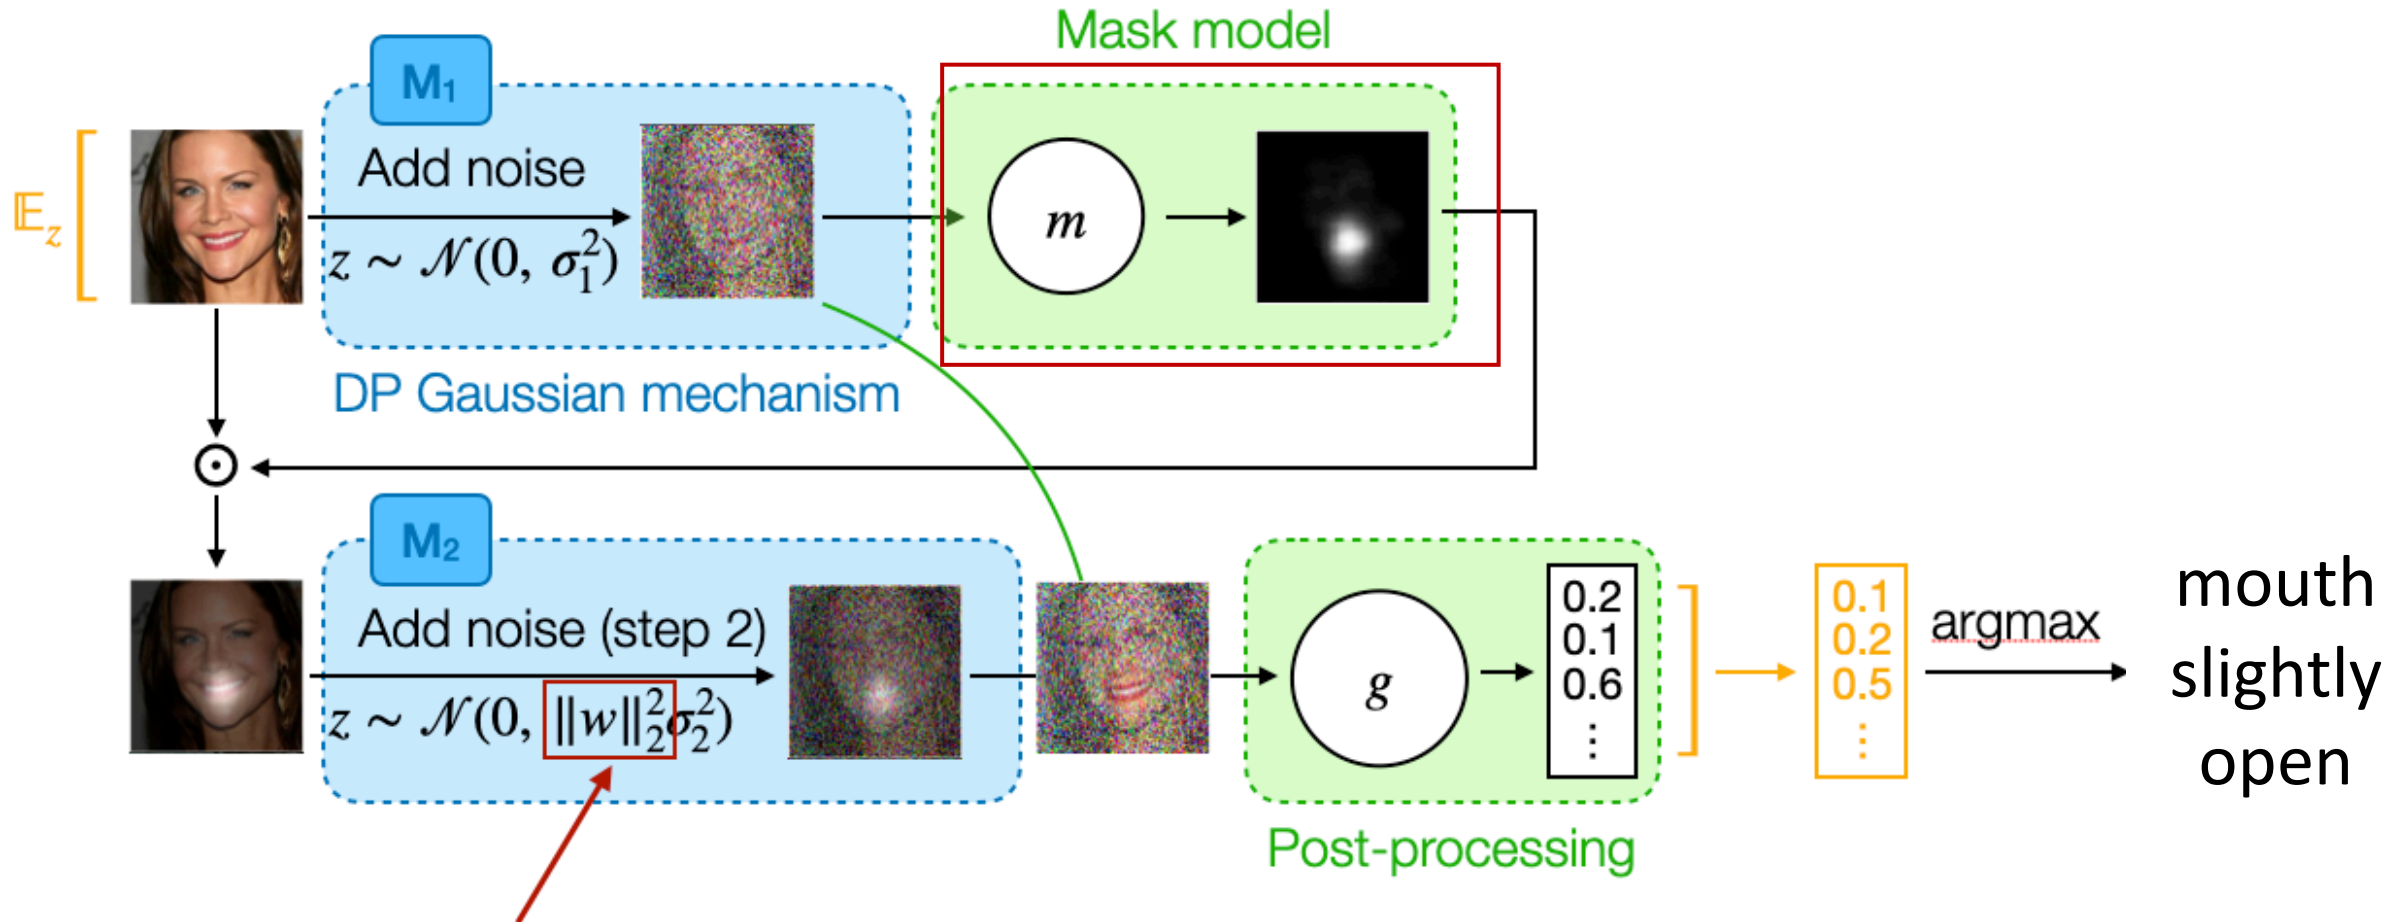 Mask model
M₁
Add noise
z ∼ 𝒩(0, σ₁²)
m
𝔼_z
DP Gaussian mechanism
M₂
Add noise (step 2)
z ∼ 𝒩(0, ‖w‖₂²σ₂²)
g
0.2
0.1
0.6
⋮
0.1
0.2
0.5
⋮
argmax
mouth
slightly
open
Post-processing